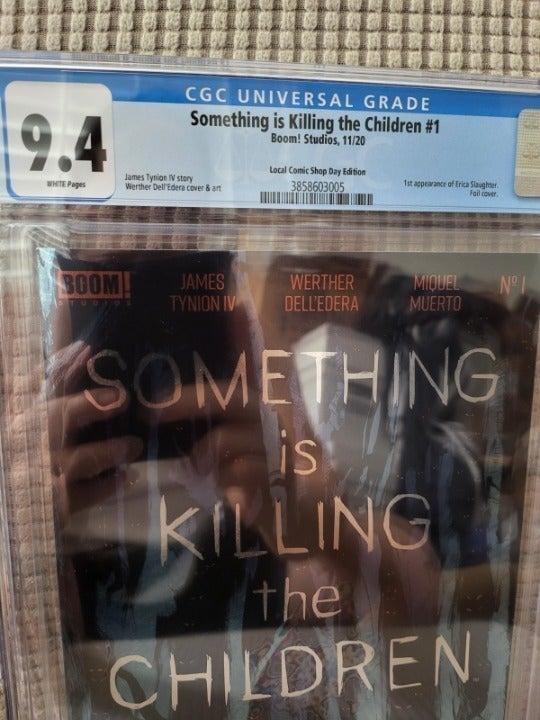 CGC UNIVERSAL GRADE
9.4
WHITE Pages
Something is Killing the Children #1
Boom! Studios, 11/20
Local Comic Shop Day Edition
James Tynion IV story
Werther Dell'Edera cover & art
3858603005
1st appearance of Erica Slaughter.
Foil cover.
BOOM!
STUDIOS
JAMES
TYNION IV
WERTHER
DELL'EDERA
MIQUEL
MUERTO
Nº 1
SOMETHING
is
KILLING
the
CHILDREN